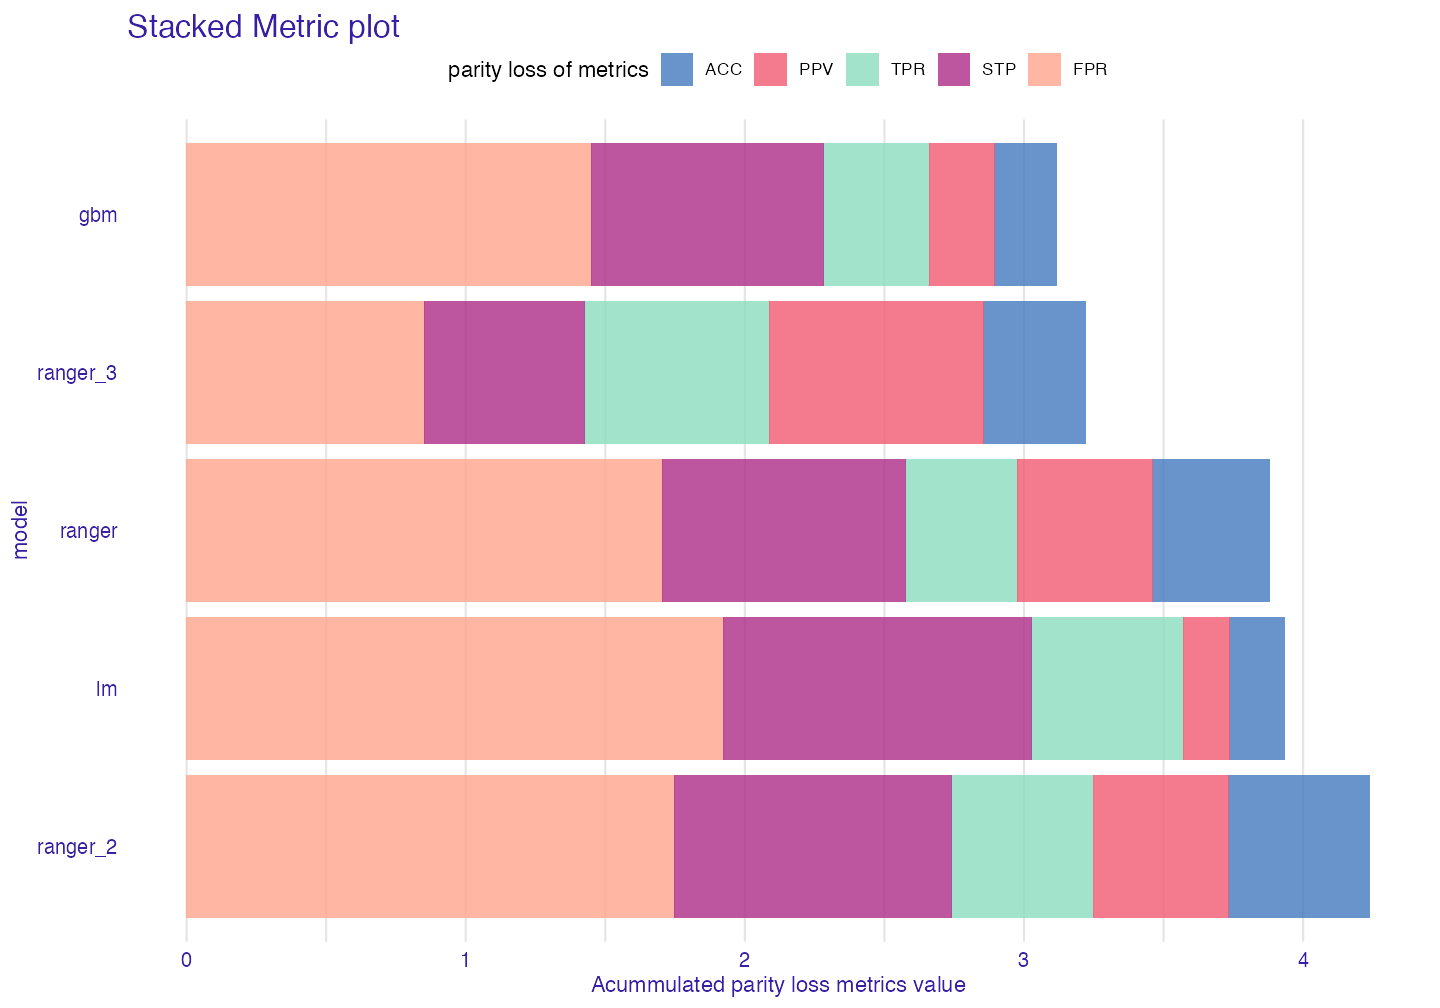 Stacked Metric plot
parity loss of metrics ACC PPV TPR STP FPR
gbm
ranger_3
ranger
lm
ranger_2
model
0 1 2 3 4
Acummulated parity loss metrics value